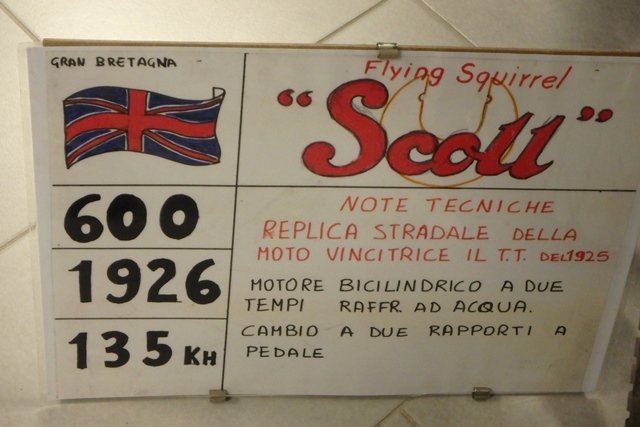 GRAN BRETAGNA
Flying Squirrel
"Scott"
600
1926
135 KH
NOTE TECNICHE
REPLICA STRADALE DELLA
MOTO VINCITRICE IL T.T. DEL 1925
MOTORE BICILINDRICO A DUE
TEMPI RAFFR. AD ACQUA.
CAMBIO A DUE RAPPORTI A
PEDALE